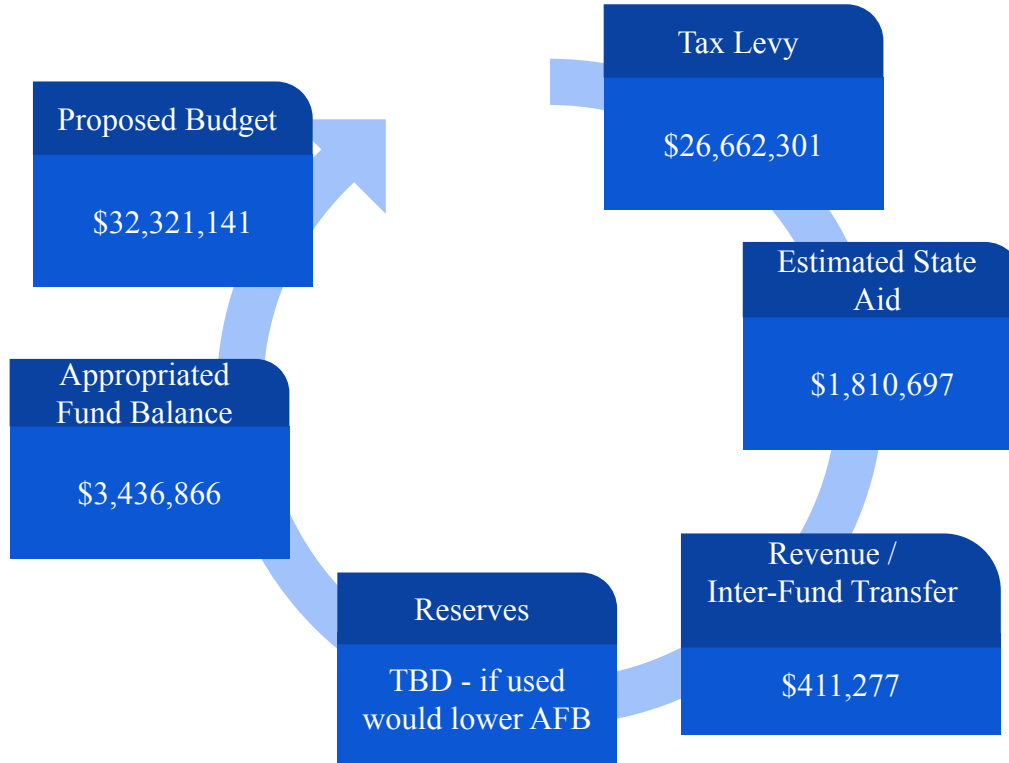 Tax Levy
$26,662,301
Estimated State
Aid
$1,810,697
Revenue /
Inter-Fund Transfer
$411,277
Reserves
TBD - if used
would lower AFB
Appropriated
Fund Balance
$3,436,866
Proposed Budget
$32,321,141